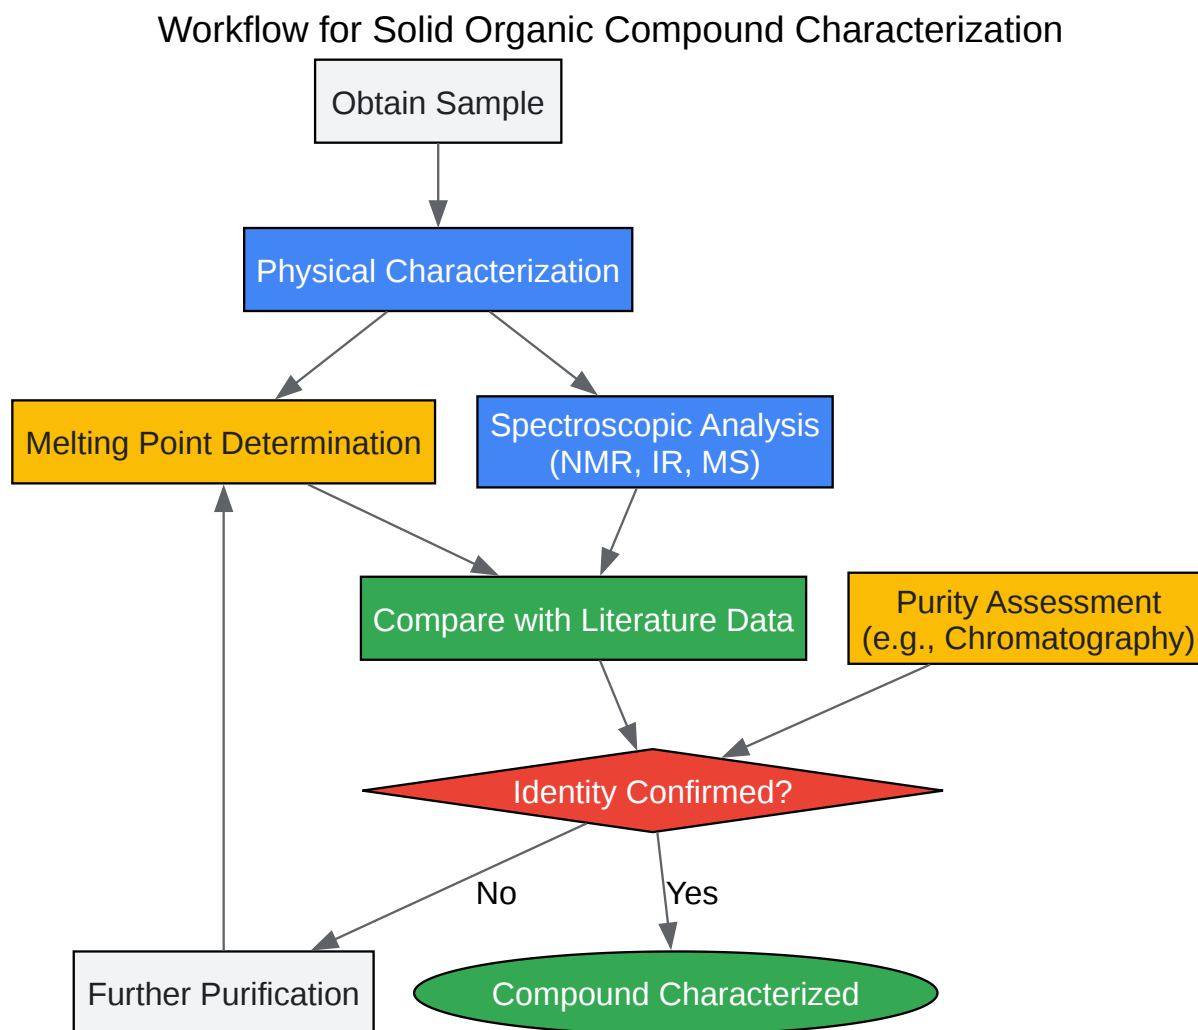 Workflow for Solid Organic Compound Characterization
Obtain Sample
Physical Characterization
Melting Point Determination
Spectroscopic Analysis
(NMR, IR, MS)
Compare with Literature Data
Purity Assessment
(e.g., Chromatography)
Identity Confirmed?
No
Yes
Further Purification
Compound Characterized